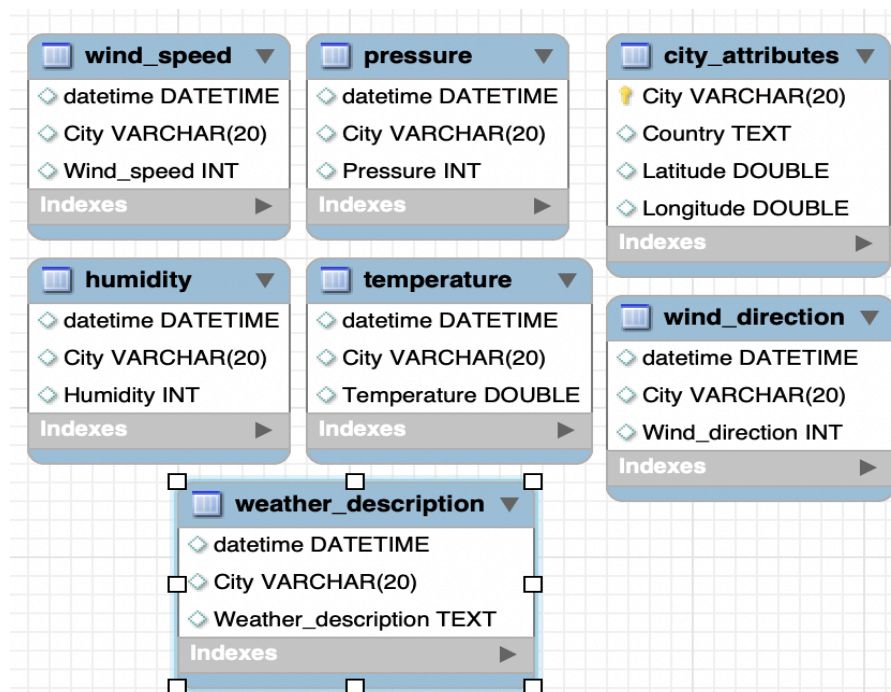 wind_speed
datetime DATETIME
City VARCHAR(20)
Wind_speed INT
Indexes
pressure
datetime DATETIME
City VARCHAR(20)
Pressure INT
Indexes
city_attributes
City VARCHAR(20)
Country TEXT
Latitude DOUBLE
Longitude DOUBLE
Indexes
humidity
datetime DATETIME
City VARCHAR(20)
Humidity INT
Indexes
temperature
datetime DATETIME
City VARCHAR(20)
Temperature DOUBLE
Indexes
wind_direction
datetime DATETIME
City VARCHAR(20)
Wind_direction INT
Indexes
weather_description
datetime DATETIME
City VARCHAR(20)
Weather_description TEXT
Indexes